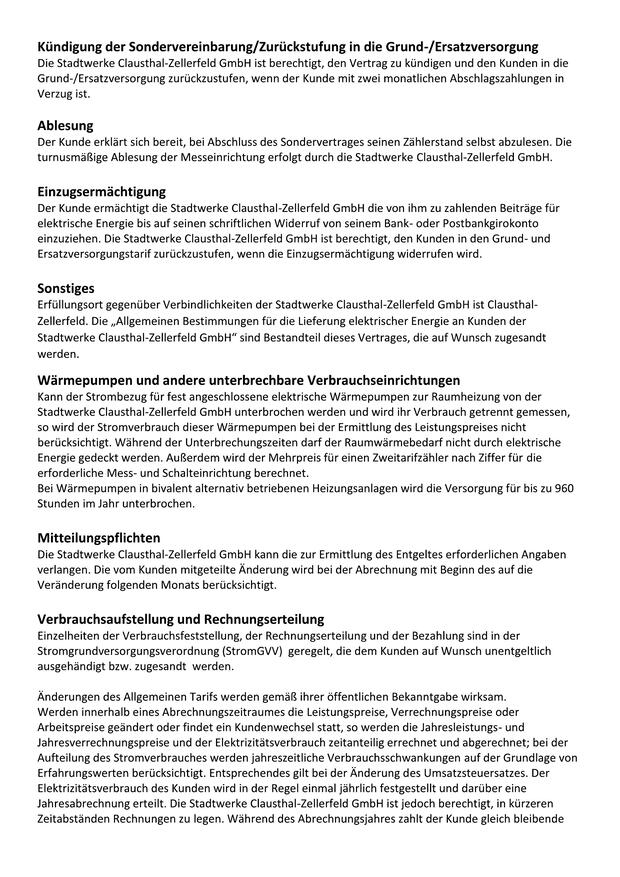 Kündigung der Sondervereinbarung/Zurückstufung in die Grund-/Ersatzversorgung
Die Stadtwerke Clausthal-Zellerfeld GmbH ist berechtigt, den Vertrag zu kündigen und den Kunden in die
Grund-/Ersatzversorgung zurückzustufen, wenn der Kunde mit zwei monatlichen Abschlagszahlungen in
Verzug ist.
Ablesung
Der Kunde erklärt sich bereit, bei Abschluss des Sondervertrages seinen Zählerstand selbst abzulesen. Die
turnusmäßige Ablesung der Messeinrichtung erfolgt durch die Stadtwerke Clausthal-Zellerfeld GmbH.
Einzugsermächtigung
Der Kunde ermächtigt die Stadtwerke Clausthal-Zellerfeld GmbH die von ihm zu zahlenden Beiträge für
elektrische Energie bis auf seinen schriftlichen Widerruf von seinem Bank- oder Postbankgirokonto
einzuziehen. Die Stadtwerke Clausthal-Zellerfeld GmbH ist berechtigt, den Kunden in den Grund- und
Ersatzversorgungstarif zurückzustufen, wenn die Einzugsermächtigung widerrufen wird.
Sonstiges
Erfüllungsort gegenüber Verbindlichkeiten der Stadtwerke Clausthal-Zellerfeld GmbH ist Clausthal-
Zellerfeld. Die „Allgemeinen Bestimmungen für die Lieferung elektrischer Energie an Kunden der
Stadtwerke Clausthal-Zellerfeld GmbH“ sind Bestandteil dieses Vertrages, die auf Wunsch zugesandt
werden.
Wärmepumpen und andere unterbrechbare Verbrauchseinrichtungen
Kann der Strombezug für fest angeschlossene elektrische Wärmepumpen zur Raumheizung von der
Stadtwerke Clausthal-Zellerfeld GmbH unterbrochen werden und wird ihr Verbrauch getrennt gemessen,
so wird der Stromverbrauch dieser Wärmepumpen bei der Ermittlung des Leistungspreises nicht
berücksichtigt. Während der Unterbrechungszeiten darf der Raumwärmebedarf nicht durch elektrische
Energie gedeckt werden. Außerdem wird der Mehrpreis für einen Zweitarifzähler nach Ziffer für die
erforderliche Mess- und Schalteinrichtung berechnet.
Bei Wärmepumpen in bivalent alternativ betriebenen Heizungsanlagen wird die Versorgung für bis zu 960
Stunden im Jahr unterbrochen.
Mitteilungspflichten
Die Stadtwerke Clausthal-Zellerfeld GmbH kann die zur Ermittlung des Entgeltes erforderlichen Angaben
verlangen. Die vom Kunden mitgeteilte Änderung wird bei der Abrechnung mit Beginn des auf die
Veränderung folgenden Monats berücksichtigt.
Verbrauchsaufstellung und Rechnungserteilung
Einzelheiten der Verbrauchsfeststellung, der Rechnungserteilung und der Bezahlung sind in der
Stromgrundversorgungsverordnung (StromGVV) geregelt, die dem Kunden auf Wunsch unentgeltlich
ausgehändigt bzw. zugesandt werden.
Änderungen des Allgemeinen Tarifs werden gemäß ihrer öffentlichen Bekanntgabe wirksam.
Werden innerhalb eines Abrechnungszeitraumes die Leistungspreise, Verrechnungspreise oder
Arbeitspreise geändert oder findet ein Kundenwechsel statt, so werden die Jahresleistungs- und
Jahresverrechnungspreise und der Elektrizitätsverbrauch zeitanteilig errechnet und abgerechnet; bei der
Aufteilung des Stromverbrauches werden jahreszeitliche Verbrauchsschwankungen auf der Grundlage von
Erfahrungswerten berücksichtigt. Entsprechendes gilt bei der Änderung des Umsatzsteuersatzes. Der
Elektrizitätsverbrauch des Kunden wird in der Regel einmal jährlich festgestellt und darüber eine
Jahresabrechnung erteilt. Die Stadtwerke Clausthal-Zellerfeld GmbH ist jedoch berechtigt, in kürzeren
Zeitabständen Rechnungen zu legen. Während des Abrechnungsjahres zahlt der Kunde gleich bleibende